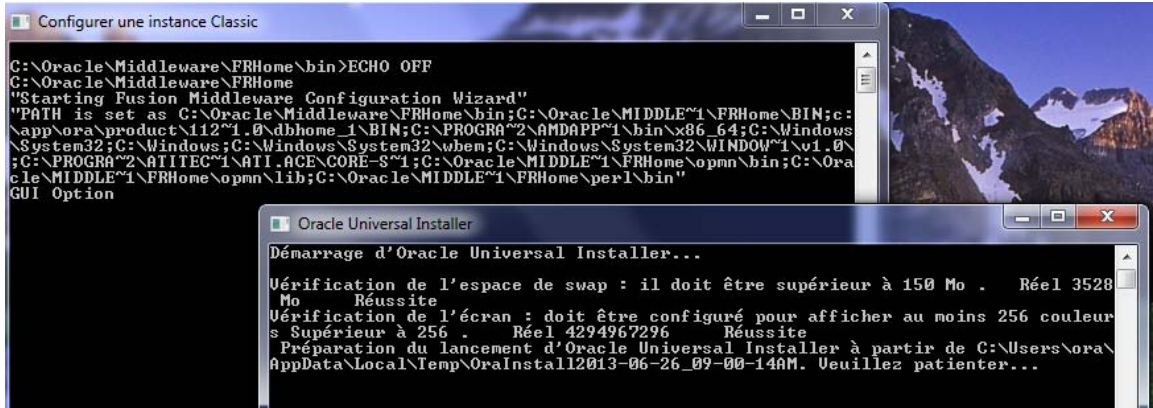 Configurer une instance Classic
C:\Oracle\Middleware\FRHome\bin>ECHO OFF
C:\Oracle\Middleware\FRHome
"Starting Fusion Middleware Configuration Wizard"
"PATH is set as C:\Oracle\Middleware\FRHome\bin;C:\Oracle\MIDDLE~1\FRHome\BIN;c:
\app\ora\product\112~1.0\dbhome_1\BIN;C:\PROGRA~2\AMDAPP~1\bin\x86_64;C:\Windows
\System32;C:\Windows;C:\Windows\System32\wbem;C:\Windows\System32\WINDOW~1\v1.0\
;C:\PROGRA~2\ATITEC~1\ATI.ACE\CORE-S~1;C:\Oracle\MIDDLE~1\FRHome\opmn\bin;C:\Ora
cle\MIDDLE~1\FRHome\opmn\lib;C:\Oracle\MIDDLE~1\FRHome\perl\bin"
GUI Option
Oracle Universal Installer
Démarrage d'Oracle Universal Installer...
Vérification de l'espace de swap : il doit être supérieur à 150 Mo .   Réel 3528
 Mo     Réussite
Vérification de l'écran : doit être configuré pour afficher au moins 256 couleur
s Supérieur à 256 .    Réel 4294967296     Réussite
 Préparation du lancement d'Oracle Universal Installer à partir de C:\Users\ora\
AppData\Local\Temp\OraInstall2013-06-26_09-00-14AM. Veuillez patienter...